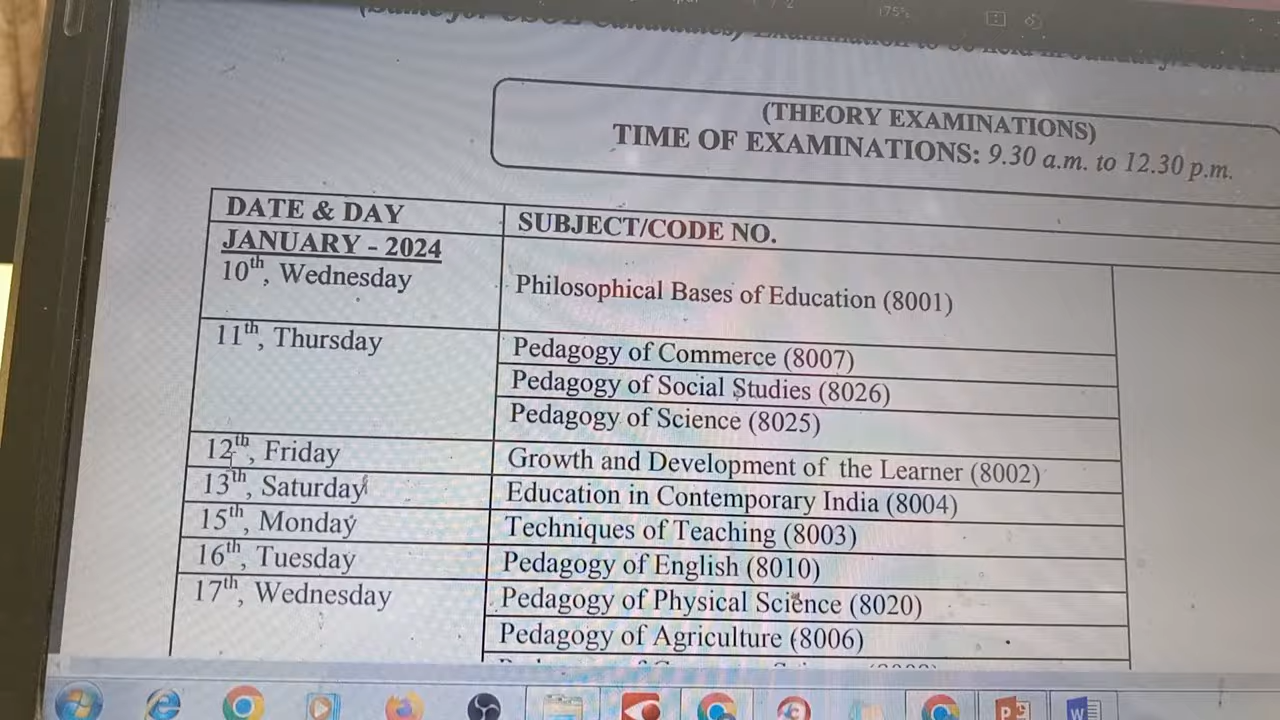 175%
(THEORY EXAMINATIONS)
TIME OF EXAMINATIONS: 9.30 a.m. to 12.30 p.m.
DATE & DAY
SUBJECT/CODE NO.
JANUARY - 2024
10th, Wednesday
Philosophical Bases of Education (8001)
11th, Thursday
Pedagogy of Commerce (8007)
Pedagogy of Social Studies (8026)
Pedagogy of Science (8025)
12th, Friday
Growth and Development of the Learner (8002)
13th, Saturday
Education in Contemporary India (8004)
15th, Monday
Techniques of Teaching (8003)
16th, Tuesday
Pedagogy of English (8010)
17th, Wednesday
Pedagogy of Physical Science (8020)
Pedagogy of Agriculture (8006)